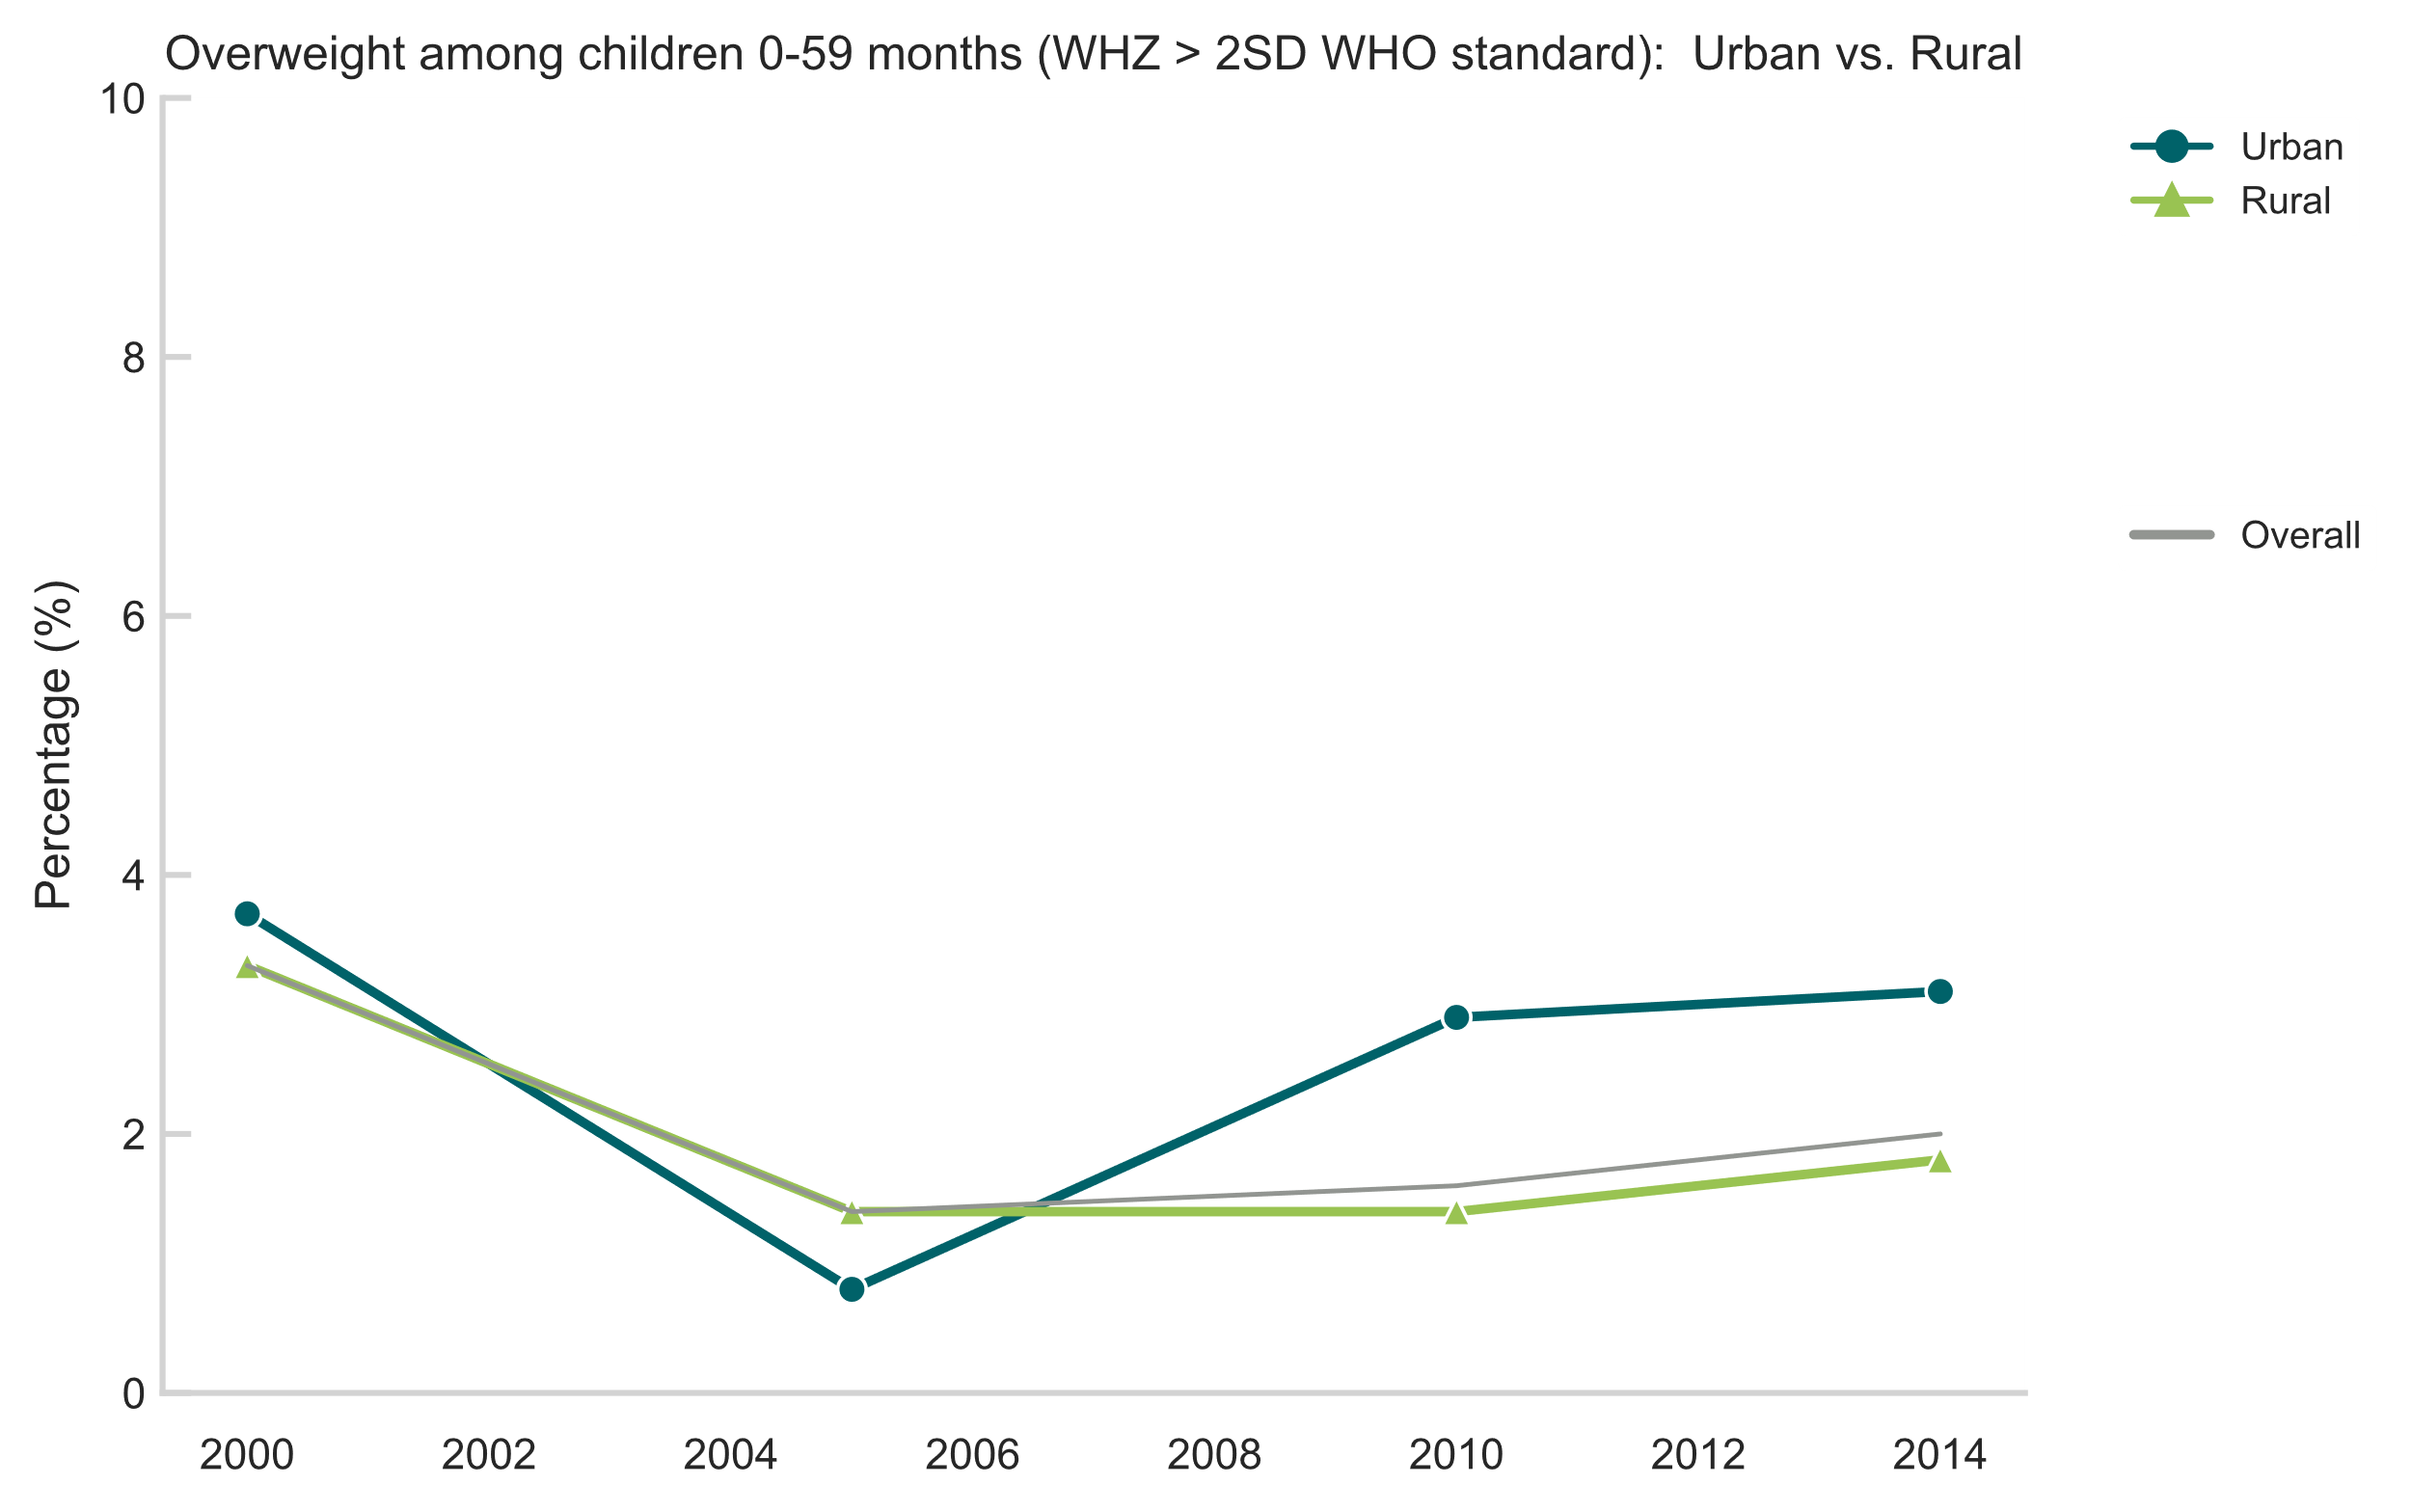 Overweight among children 0-59 months (WHZ > 2SD WHO standard):  Urban vs. Rural
Urban
Rural
Overall
Percentage (%)
10
8
6
4
2
0
2000 2002 2004 2006 2008 2010 2012 2014